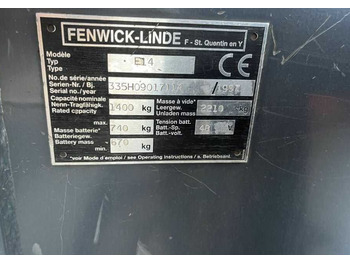 FENWICK-LINDE F - St. Quentin en Y
Modèle
Typ E14
Type
No. de série/année
Serien-Nr. / Bj.
Serial no./year
Capacité nominale Masse à vide*
Nenn-Tragfähigk. 1400 kg Leergew. 2210 kg
Rated capacity Unladen mass
Masse batterie* max. 740 kg Tension batt.
Batteriegew. Batt.-Sp. V
Battery mass min. 670 kg Batt.-volt.
*voir « Mode d'emploi / see Operating instructions / s. Betriebsanl.
CE